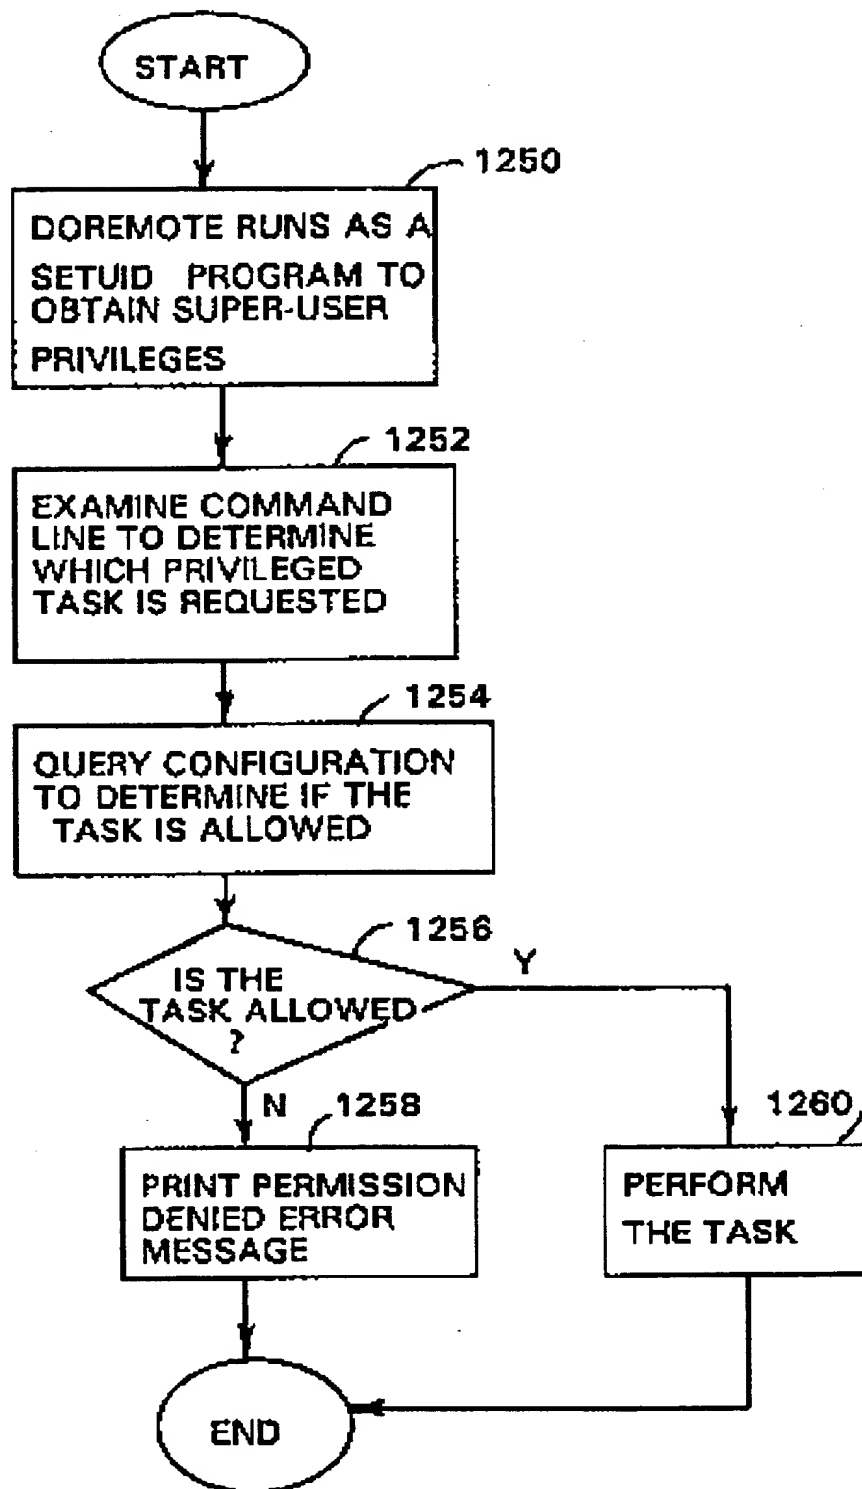 START
1250
DOREMOTE RUNS AS A
SETUID PROGRAM TO
OBTAIN SUPER-USER
PRIVILEGES
1252
EXAMINE COMMAND
LINE TO DETERMINE
WHICH PRIVILEGED
TASK IS REQUESTED
1254
QUERY CONFIGURATION
TO DETERMINE IF THE
TASK IS ALLOWED
1256
IS THE
TASK ALLOWED
?
Y
N
1258
PRINT PERMISSION
DENIED ERROR
MESSAGE
1260
PERFORM
THE TASK
END